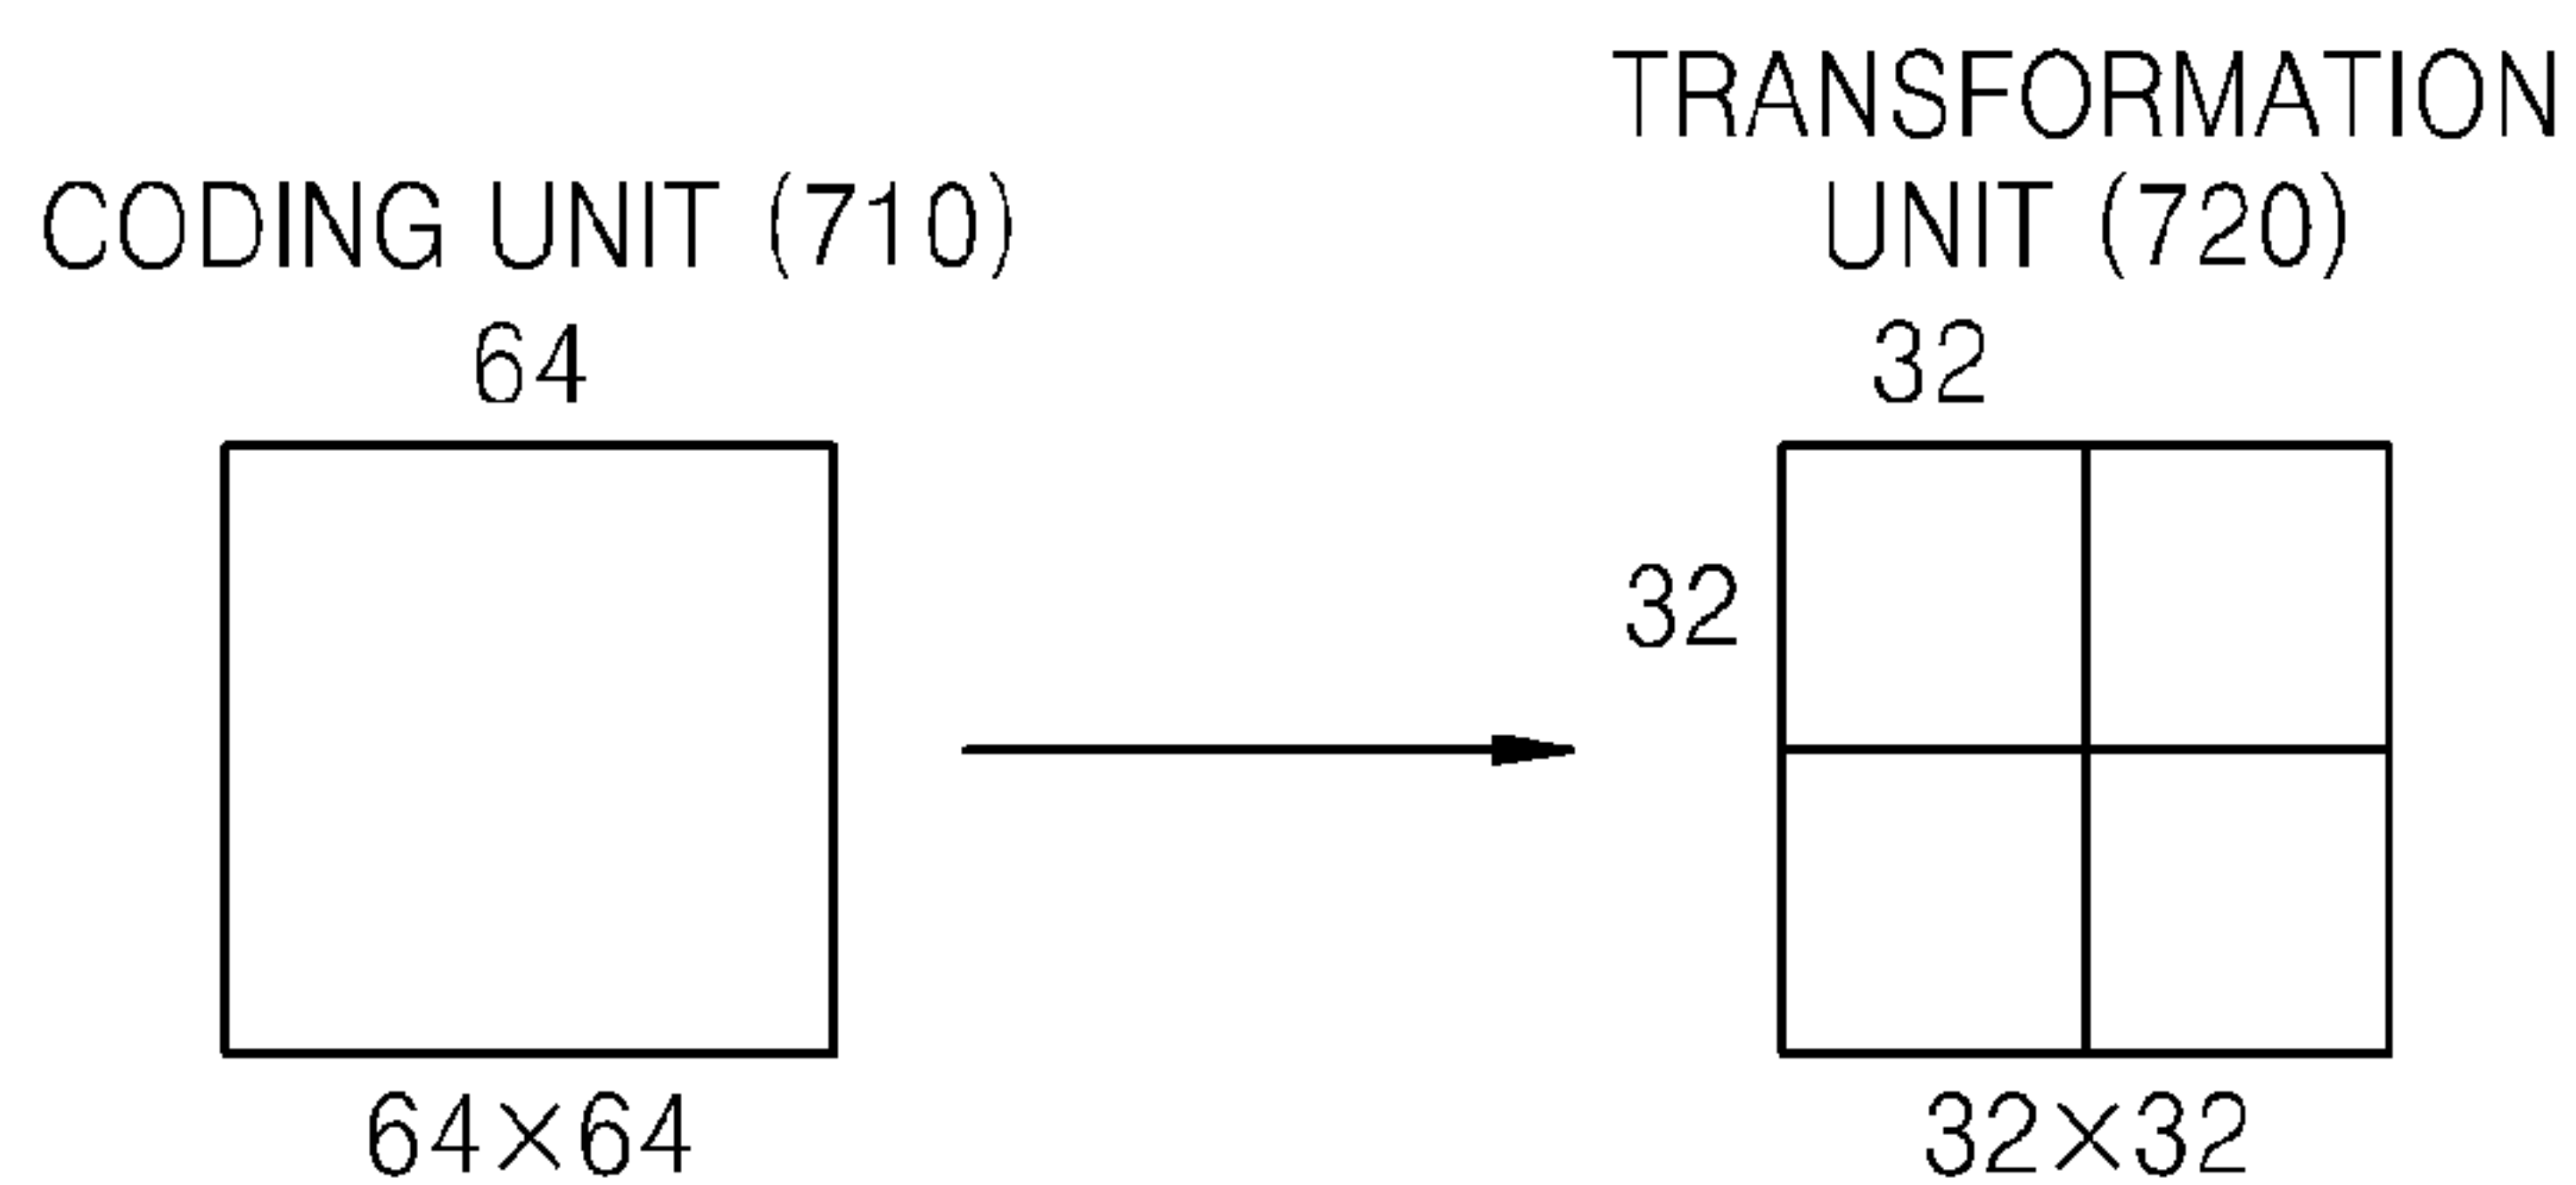 CODING UNIT (710)
64
64×64
TRANSFORMATION
UNIT (720)
32
32
32×32